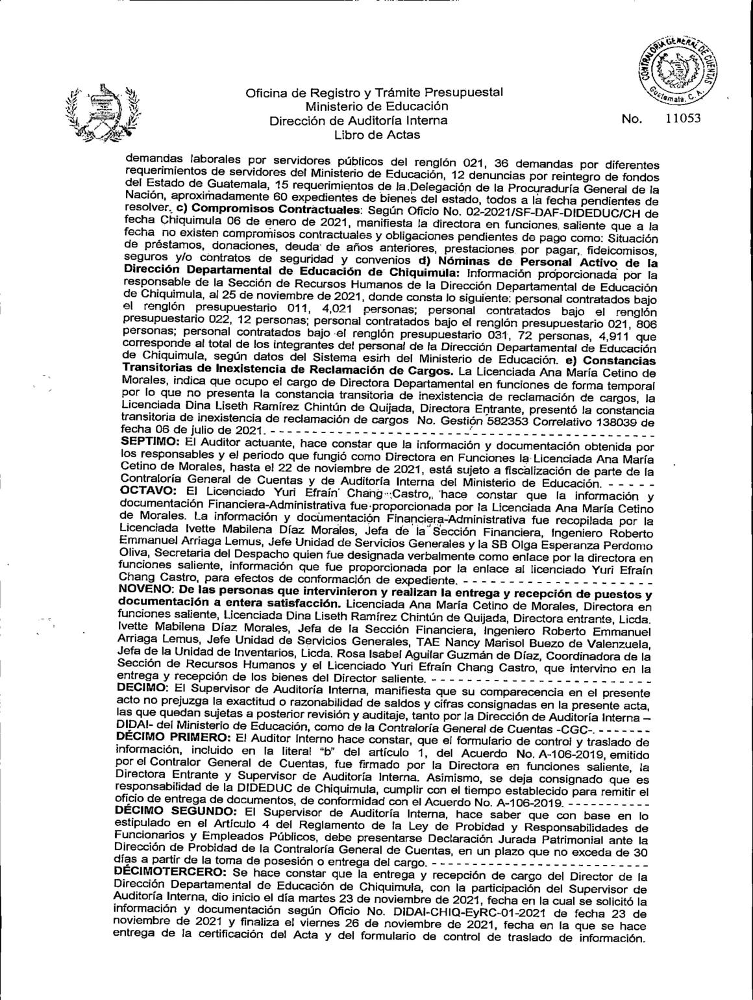 CONTRALORIA GENERAL DE CUENTAS
Guatemala, C. A.
Oficina de Registro y Trámite Presupuestal
Ministerio de Educación
Dirección de Auditoría Interna
No. 11053
Libro de Actas
demandas laborales por servidores públicos del renglón 021, 36 demandas por diferentes
requerimientos de servidores del Ministerio de Educación, 12 denuncias por reintegro de fondos
del Estado de Guatemala, 15 requerimientos de la Delegación de la Procuraduría General de la
Nación, aproximadamente 60 expedientes de bienes del estado, todos a la fecha pendientes de
resolver. c) Compromisos Contractuales: Según Oficio No. 02-2021/SF-DAF-DIDEDUC/CH de
fecha Chiquimula 06 de enero de 2021, manifiesta la directora en funciones saliente que a la
fecha no existen compromisos contractuales y obligaciones pendientes de pago como: Situación
de préstamos, donaciones, deuda de años anteriores, prestaciones por pagar, fideicomisos,
seguros y/o contratos de seguridad y convenios d) Nóminas de Personal Activo de la
Dirección Departamental de Educación de Chiquimula: Información proporcionada por la
responsable de la Sección de Recursos Humanos de la Dirección Departamental de Educación
de Chiquimula, al 25 de noviembre de 2021, donde consta lo siguiente: personal contratados bajo
el renglón presupuestario 011, 4,021 personas; personal contratados bajo el renglón
presupuestario 022, 12 personas; personal contratados bajo el renglón presupuestario 021, 806
personas; personal contratados bajo el renglón presupuestario 031, 72 personas, 4,911 que
corresponde al total de los integrantes del personal de la Dirección Departamental de Educación
de Chiquimula, según datos del Sistema esirh del Ministerio de Educación. e) Constancias
Transitorias de Inexistencia de Reclamación de Cargos. La Licenciada Ana María Cetino de
Morales, indica que ocupo el cargo de Directora Departamental en funciones de forma temporal
por lo que no presenta la constancia transitoria de inexistencia de reclamación de cargos, la
Licenciada Dina Liseth Ramírez Chintún de Quijada, Directora Entrante, presentó la constancia
transitoria de inexistencia de reclamación de cargos No. Gestión 582353 Correlativo 138039 de
fecha 06 de julio de 2021. - - - - - - - - - - - - - - - - - - - - - - - - - - - - - - - - - - - - - - - - - - - -
SEPTIMO: El Auditor actuante, hace constar que la información y documentación obtenida por
los responsables y el periodo que fungió como Directora en Funciones la Licenciada Ana María
Cetino de Morales, hasta el 22 de noviembre de 2021, está sujeto a fiscalización de parte de la
Contraloría General de Cuentas y de Auditoría Interna del Ministerio de Educación. - - - - -
OCTAVO: El Licenciado Yuri Efraín Chang Castro, hace constar que la información y
documentación Financiera-Administrativa fue proporcionada por la Licenciada Ana María Cetino
de Morales. La información y documentación Financiera-Administrativa fue recopilada por la
Licenciada Ivette Mabilena Díaz Morales, Jefa de la Sección Financiera, Ingeniero Roberto
Emmanuel Arriaga Lemus, Jefe Unidad de Servicios Generales y la SB Olga Esperanza Perdomo
Oliva, Secretaria del Despacho quien fue designada verbalmente como enlace por la directora en
funciones saliente, información que fue proporcionada por la enlace al licenciado Yuri Efraín
Chang Castro, para efectos de conformación de expediente. - - - - - - - - - - - - - - - - - - - - - -
NOVENO: De las personas que intervinieron y realizan la entrega y recepción de puestos y
documentación a entera satisfacción. Licenciada Ana María Cetino de Morales, Directora en
funciones saliente, Licenciada Dina Liseth Ramírez Chintún de Quijada, Directora entrante, Licda.
Ivette Mabilena Díaz Morales, Jefa de la Sección Financiera, Ingeniero Roberto Emmanuel
Arriaga Lemus, Jefe Unidad de Servicios Generales, TAE Nancy Marisol Buezo de Valenzuela,
Jefa de la Unidad de Inventarios, Licda. Rosa Isabel Aguilar Guzmán de Díaz, Coordinadora de la
Sección de Recursos Humanos y el Licenciado Yuri Efraín Chang Castro, que intervino en la
entrega y recepción de los bienes del Director saliente. - - - - - - - - - - - - - - - - - - - - - - - - -
DECIMO: El Supervisor de Auditoría Interna, manifiesta que su comparecencia en el presente
acto no prejuzga la exactitud o razonabilidad de saldos y cifras consignadas en la presente acta,
las que quedan sujetas a posterior revisión y auditaje, tanto por la Dirección de Auditoría Interna –
DIDAI- del Ministerio de Educación, como de la Contraloría General de Cuentas -CGC-. - - - - - - -
DÉCIMO PRIMERO: El Auditor Interno hace constar, que el formulario de control y traslado de
información, incluido en la literal "b" del artículo 1, del Acuerdo No. A-106-2019, emitido
por el Contralor General de Cuentas, fue firmado por la Directora en funciones saliente, la
Directora Entrante y Supervisor de Auditoría Interna. Asimismo, se deja consignado que es
responsabilidad de la DIDEDUC de Chiquimula, cumplir con el tiempo establecido para remitir el
oficio de entrega de documentos, de conformidad con el Acuerdo No. A-106-2019. - - - - - - - - - - -
DÉCIMO SEGUNDO: El Supervisor de Auditoría Interna, hace saber que con base en lo
estipulado en el Artículo 4 del Reglamento de la Ley de Probidad y Responsabilidades de
Funcionarios y Empleados Públicos, debe presentarse Declaración Jurada Patrimonial ante la
Dirección de Probidad de la Contraloría General de Cuentas, en un plazo que no exceda de 30
días a partir de la toma de posesión o entrega del cargo. - - - - - - - - - - - - - - - - - - - - - - - - - -
DÉCIMOTERCERO: Se hace constar que la entrega y recepción de cargo del Director de la
Dirección Departamental de Educación de Chiquimula, con la participación del Supervisor de
Auditoría Interna, dio inicio el día martes 23 de noviembre de 2021, fecha en la cual se solicitó la
información y documentación según Oficio No. DIDAI-CHIQ-EyRC-01-2021 de fecha 23 de
noviembre de 2021 y finaliza el viernes 26 de noviembre de 2021, fecha en la que se hace
entrega de la certificación del Acta y del formulario de control de traslado de información.